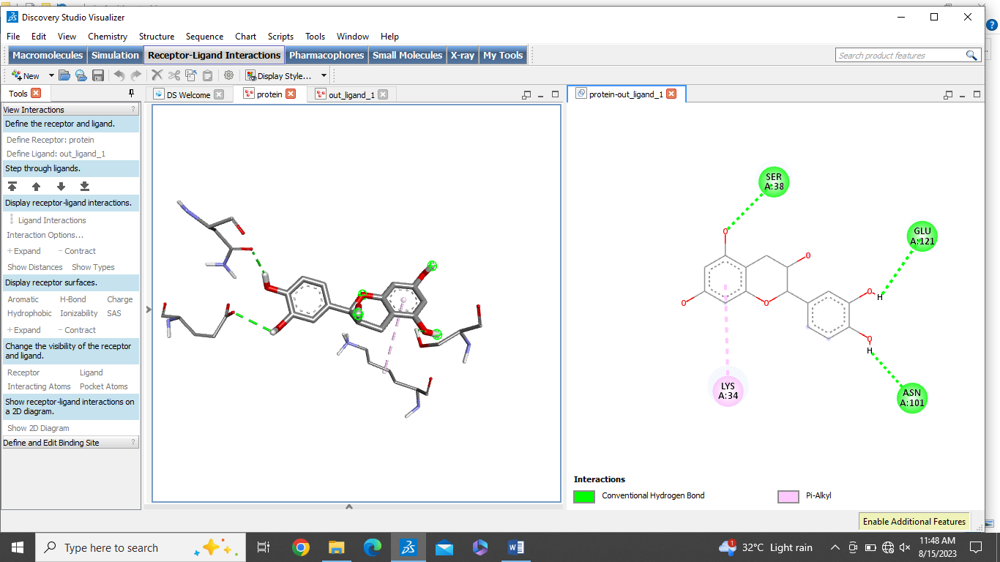 Discovery Studio Visualizer
File Edit View Chemistry Structure Sequence Chart Scripts Tools Window Help
Macromolecules Simulation Receptor-Ligand Interactions Pharmacophores Small Molecules X-ray My Tools
Search product features
New Display Style...
Tools
DS Welcome protein out_ligand_1
protein-out_ligand_1
View Interactions ?
Define the receptor and ligand.
Define Receptor: protein
Define Ligand: out_ligand_1
Step through ligands.
Display receptor-ligand interactions.
Ligand Interactions
Interaction Options...
+ Expand - Contract
Show Distances Show Types
Display receptor surfaces.
Aromatic H-Bond Charge
Hydrophobic Ionizability SAS
+ Expand - Contract
Change the visibility of the receptor
and ligand.
Receptor Ligand
Interacting Atoms Pocket Atoms
Show receptor-ligand interactions on
a 2D diagram.
Show 2D Diagram
Define and Edit Binding Site ?
SER
A:38
GLU
A:121
O
O
O
O
O
H
O
H
LYS
A:34
ASN
A:101
Interactions
Conventional Hydrogen Bond
Pi-Alkyl
Enable Additional Features
Type here to search
1
32°C Light rain
11:48 AM
8/15/2023